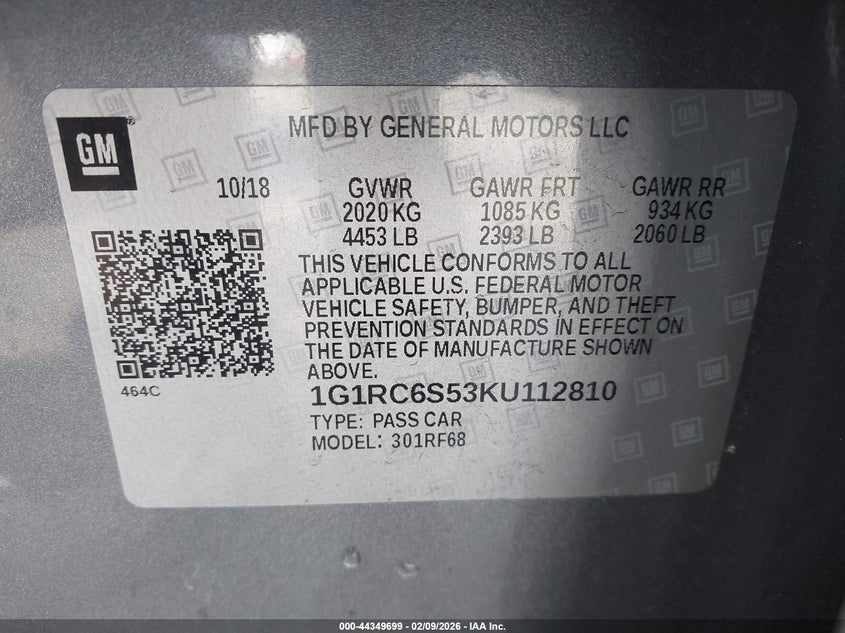 GM
®
MFD BY GENERAL MOTORS LLC
10/18 GVWR GAWR FRT GAWR RR
2020 KG 1085 KG 934 KG
4453 LB 2393 LB 2060 LB
THIS VEHICLE CONFORMS TO ALL
APPLICABLE U.S. FEDERAL MOTOR
VEHICLE SAFETY, BUMPER, AND THEFT
PREVENTION STANDARDS IN EFFECT ON
THE DATE OF MANUFACTURE SHOWN
ABOVE.
464C
1G1RC6S53KU112810
TYPE: PASS CAR
MODEL: 301RF68
000-44349699 - 02/09/2026 - IAA Inc.